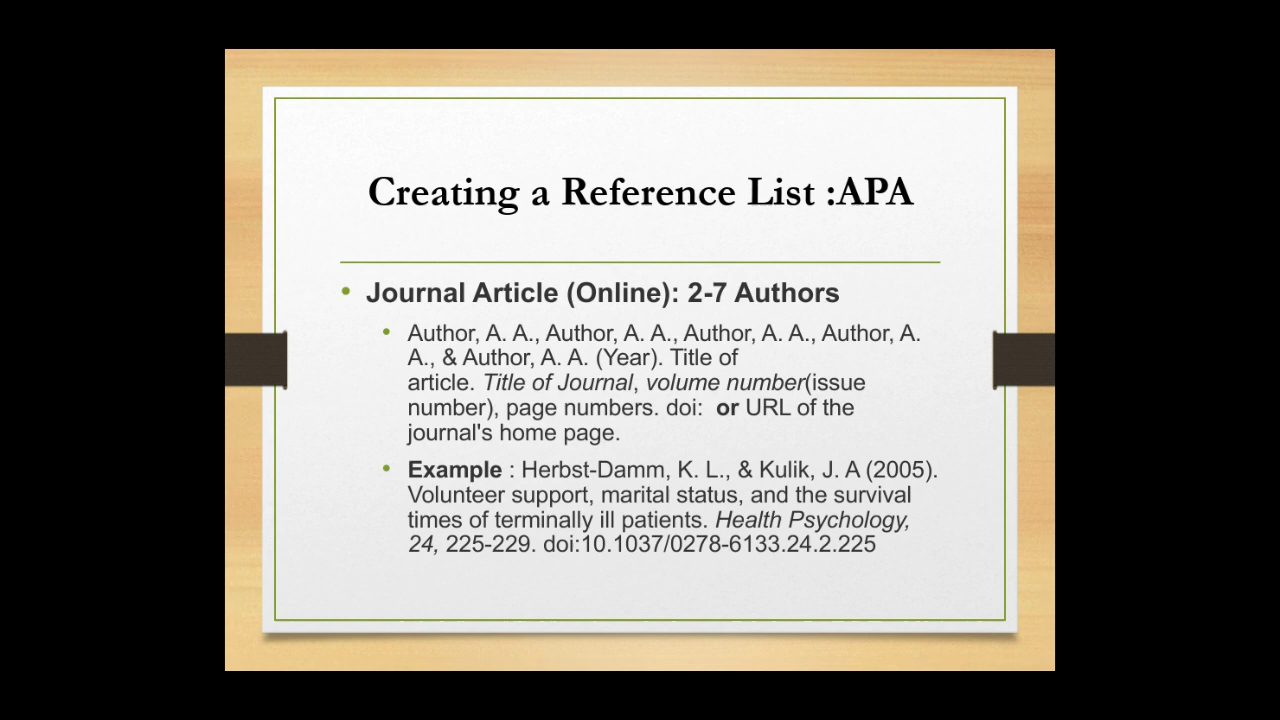 Creating a Reference List :APA
• Journal Article (Online): 2-7 Authors
• Author, A. A., Author, A. A., Author, A. A., Author, A.
A., & Author, A. A. (Year). Title of
article. Title of Journal, volume number(issue
number), page numbers. doi:  or URL of the
journal's home page.
• Example : Herbst-Damm, K. L., & Kulik, J. A (2005).
Volunteer support, marital status, and the survival
times of terminally ill patients. Health Psychology,
24, 225-229. doi:10.1037/0278-6133.24.2.225